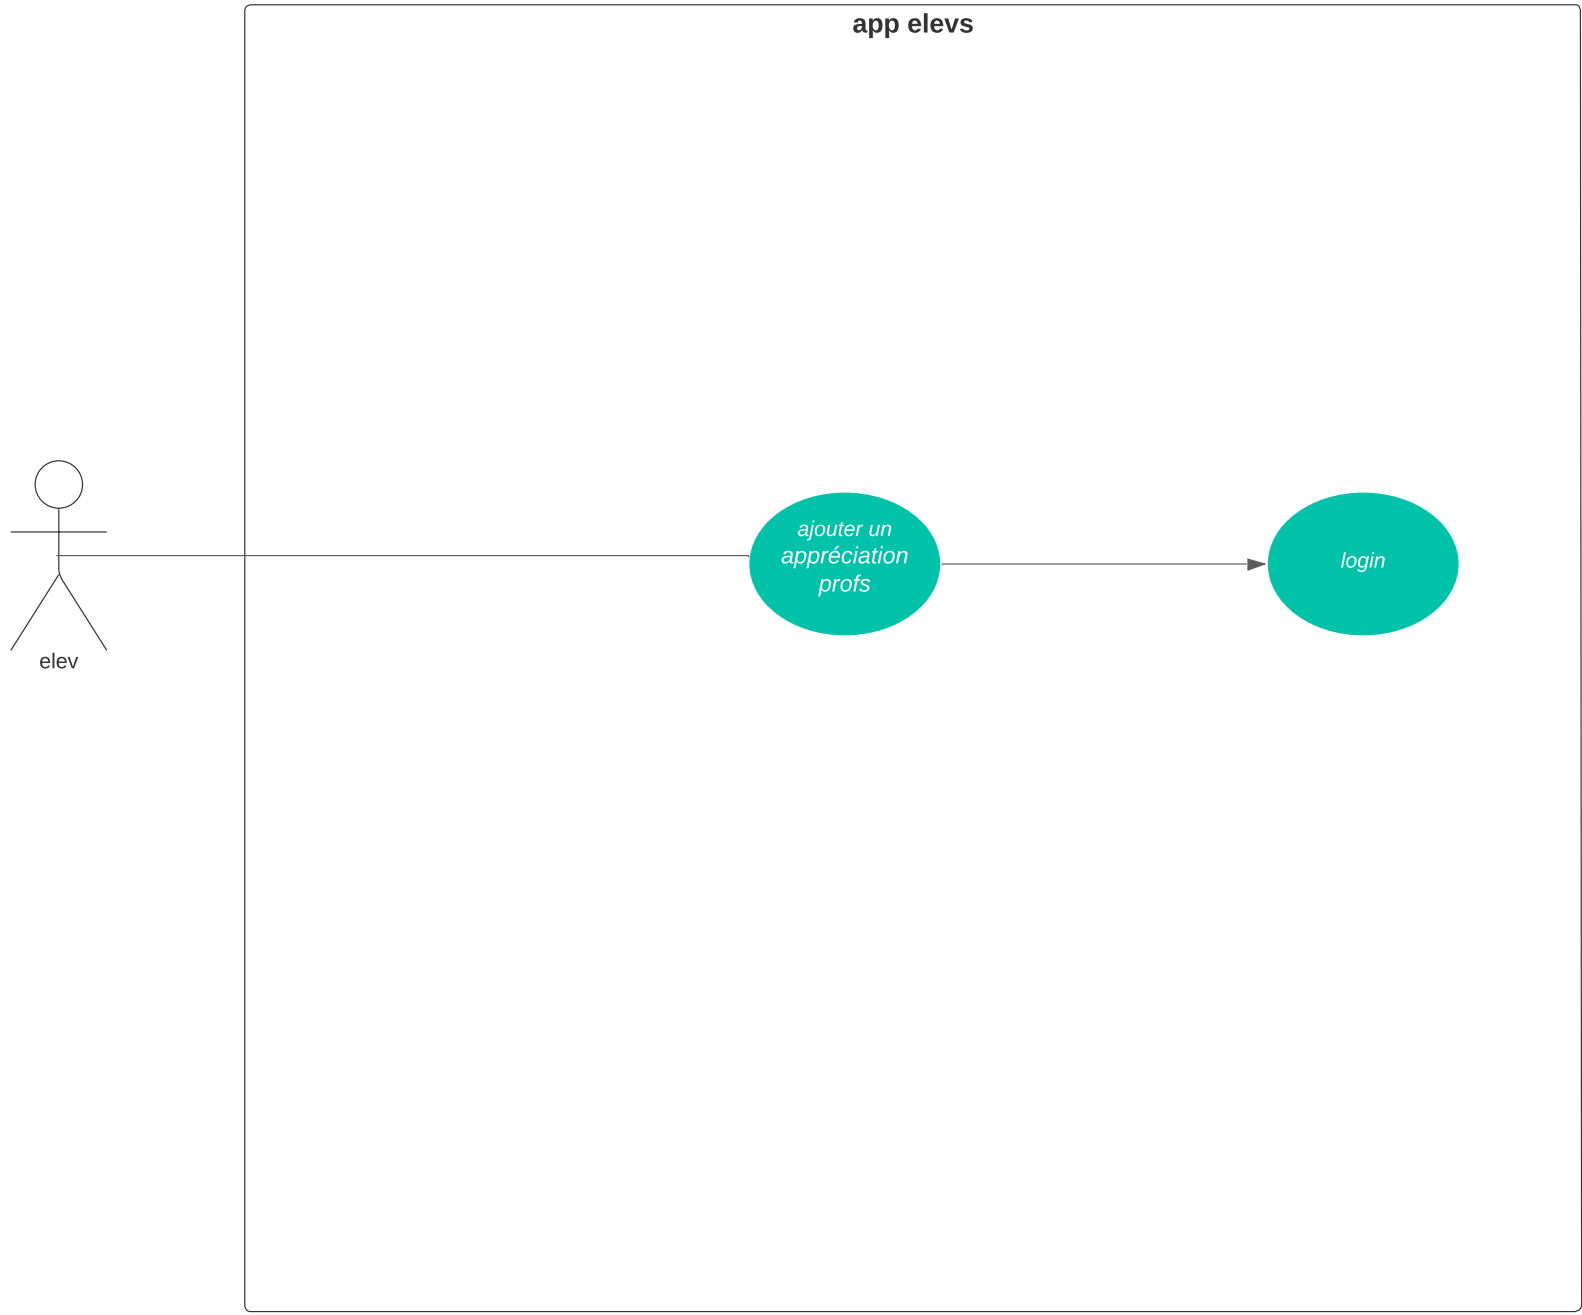 app elevs
ajouter un
appréciation
profs
login
elev